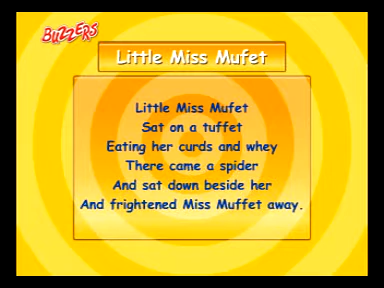 BUZZERS
Little Miss Mufet
Little Miss Mufet
Sat on a tuffet
Eating her curds and whey
There came a spider
And sat down beside her
And frightened Miss Muffet away.